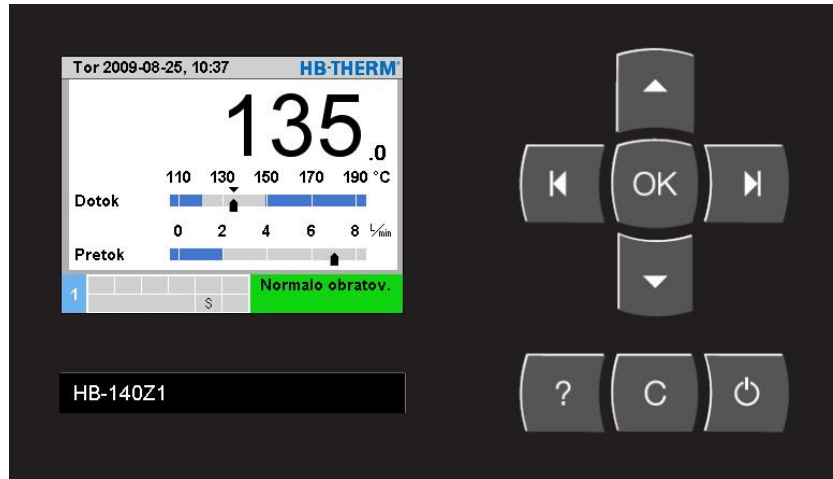 Tor 2009-08-25, 10:37 HB-THERM®
135.0
110 130 150 170 190 °C
Dotok
0 2 4 6 8 L/min
Pretok
1 S Normalo obratov.
OK
HB-140Z1
? C